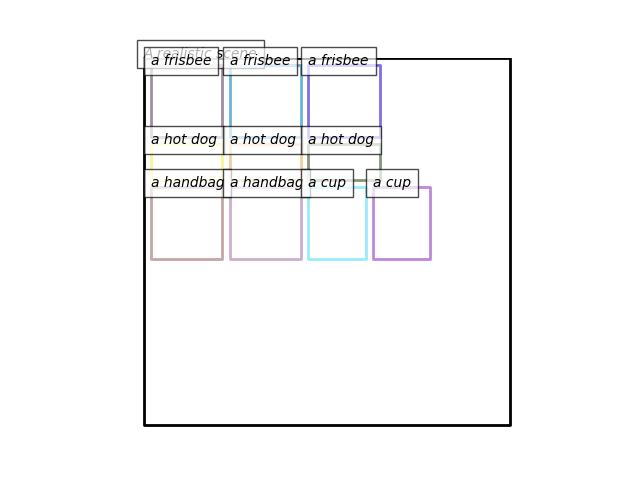 A realistic scene
a frisbee a frisbee a frisbee
a hot dog a hot dog a hot dog
a handbag a handbag a cup a cup